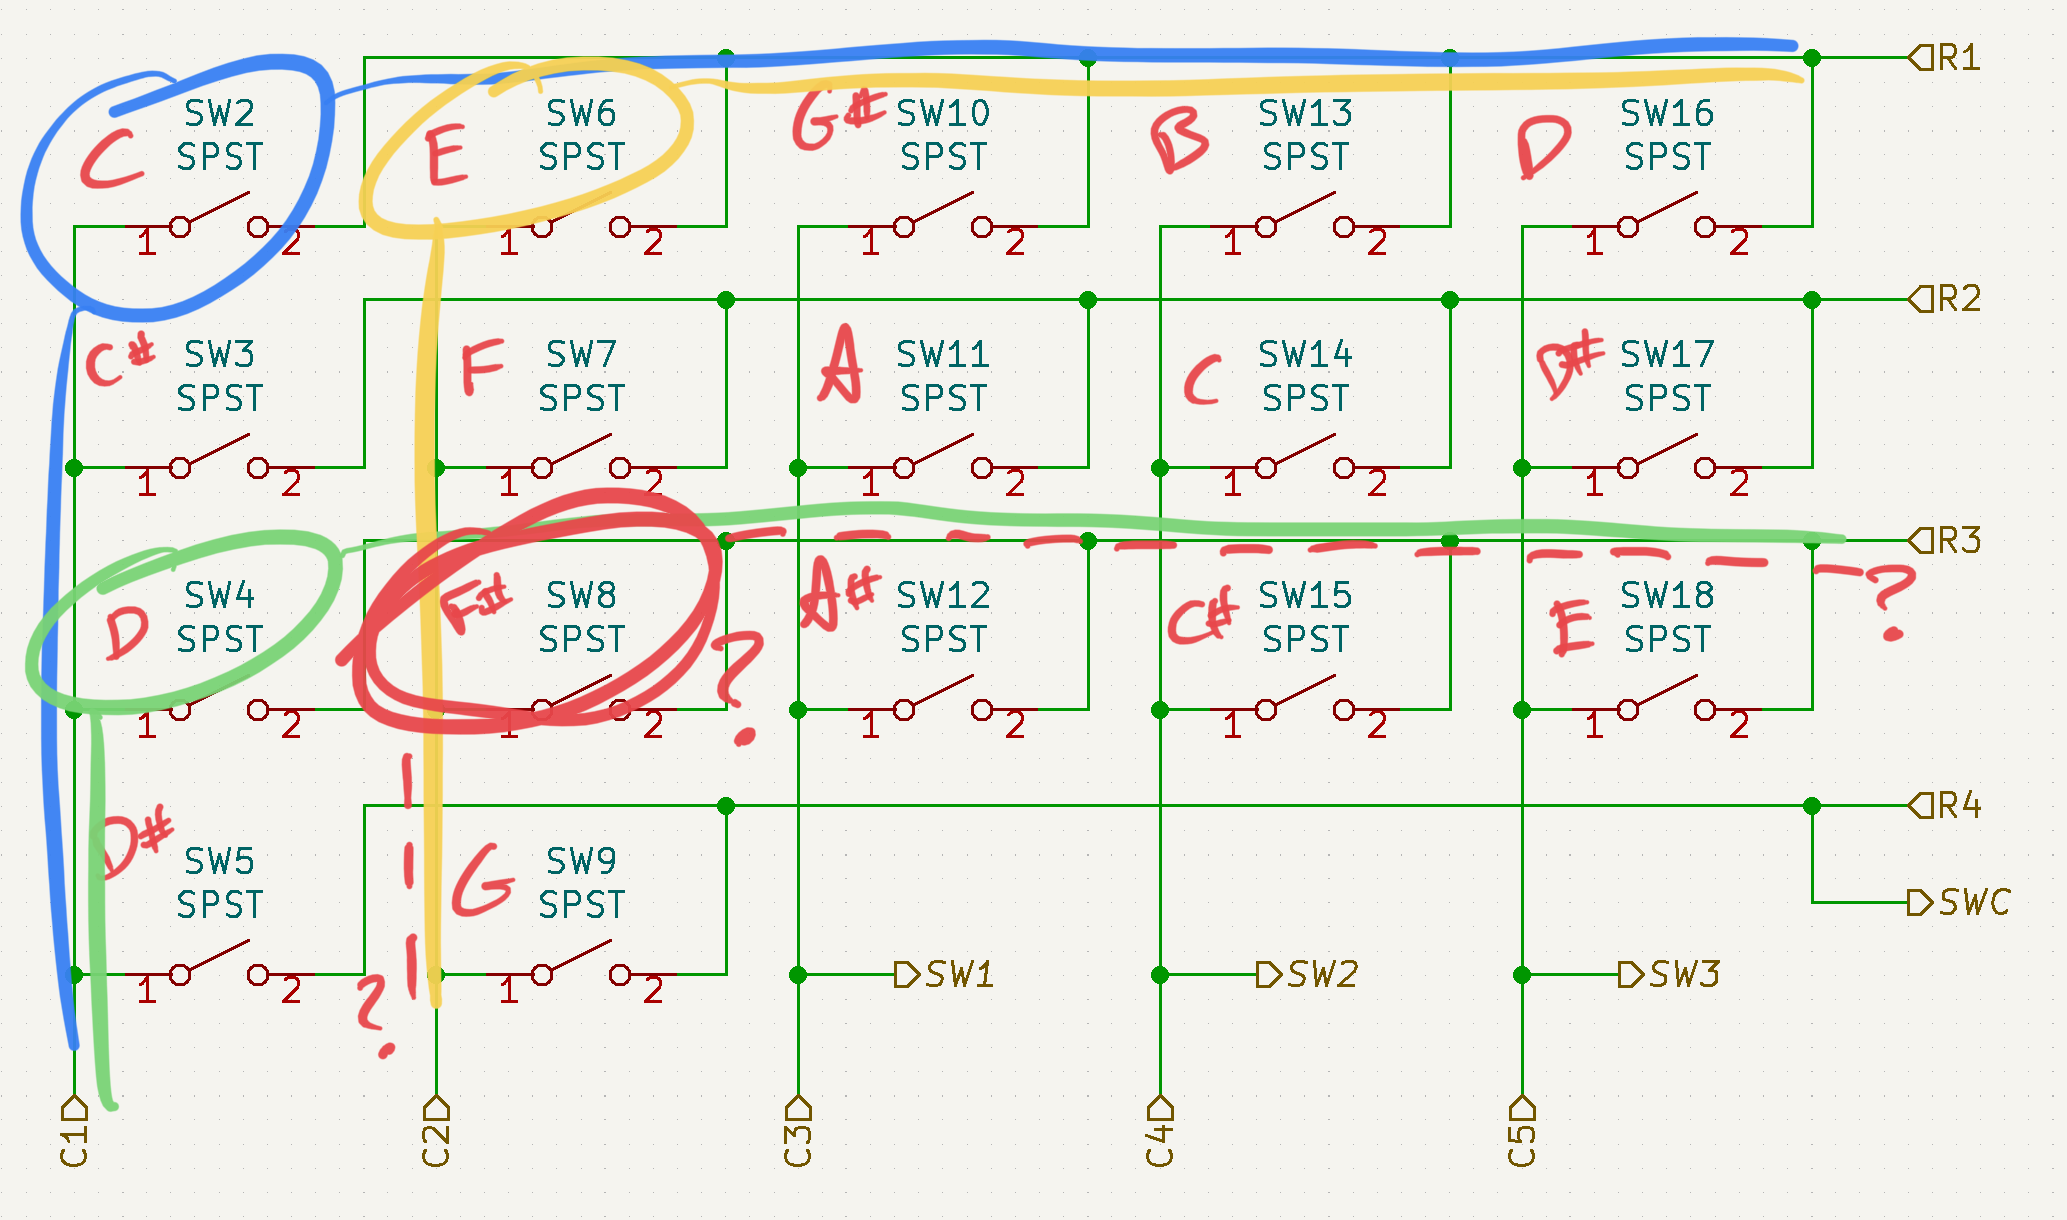 R1
C SW2 E SW6 G# SW10 B SW13 D SW16
SPST SPST SPST SPST SPST
1 2 1 2 1 2 1 2 1 2
R2
C# SW3 F SW7 A SW11 C SW14 D# SW17
SPST SPST SPST SPST SPST
1 2 1 2 1 2 1 2 1 2
R3
?
D SW4 F# SW8 A# SW12 C# SW15 E SW18
SPST SPST ? SPST SPST SPST
1 2 1 2 1 2 1 2 1 2
R4
D# SW5 G SW9
SPST SPST SWC
1 2 ? 1 2 SW1 SW2 SW3
C1 C2 C3 C4 C5